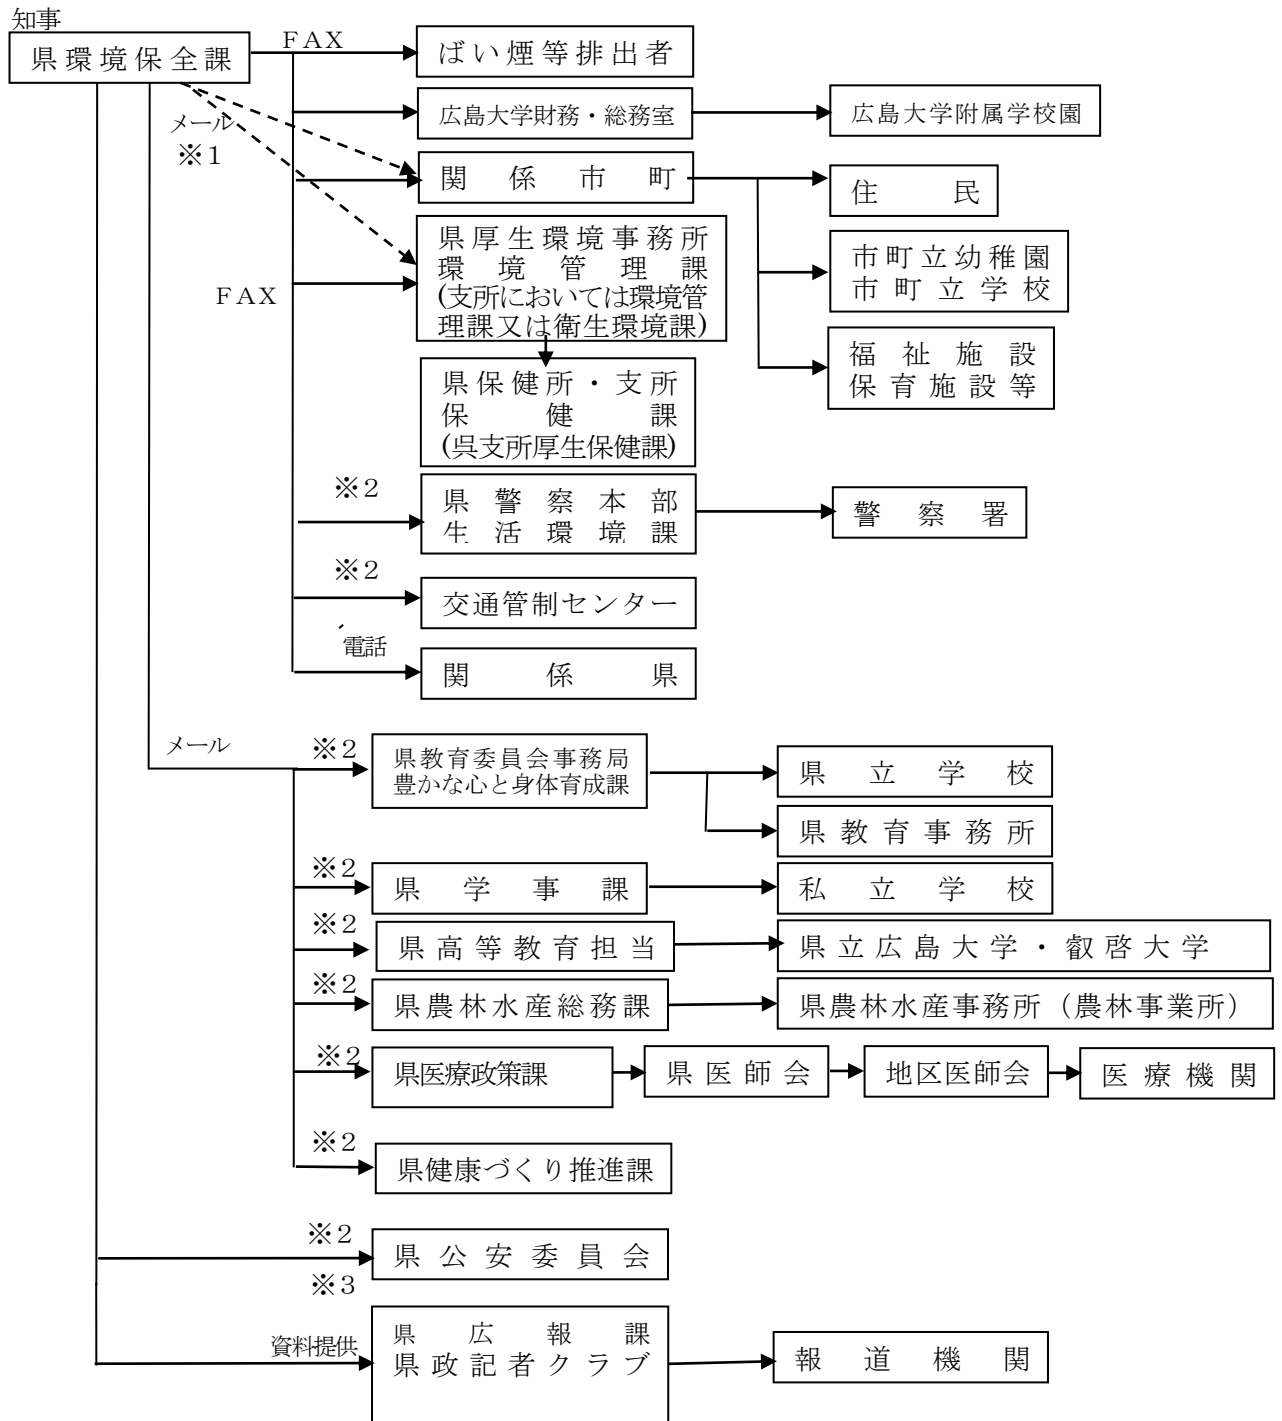 知事
県環境保全課
FAX
ばい煙等排出者
広島大学財務・総務室
広島大学附属学校園
メール
※1
関係市町
住民
県厚生環境事務所
環境管理課
(支所においては環境管
理課又は衛生環境課)
市町立幼稚園
市町立学校
FAX
福祉施設
保育施設等
県保健所・支所
保健課
(呉支所厚生保健課)
※2
県警察本部
生活環境課
警察署
※2
交通管制センター
電話
関係県
メール
※2
県教育委員会事務局
豊かな心と身体育成課
県立学校
県教育事務所
※2
県学事課
私立学校
※2
県高等教育担当
県立広島大学・叡啓大学
※2
県農林水産総務課
県農林水産事務所（農林事業所）
※2
県医療政策課
県医師会
地区医師会
医療機関
※2
県健康づくり推進課
※2
県公安委員会
※3
資料提供
県広報課
県政記者クラブ
報道機関